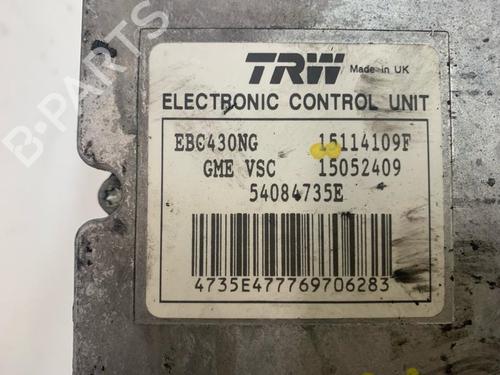 TRW Made in UK
ELECTRONIC CONTROL UNIT
EBC430NG 15114109F
GME VSC 15052409
54084735E
4735E477769706283
B-PARTS